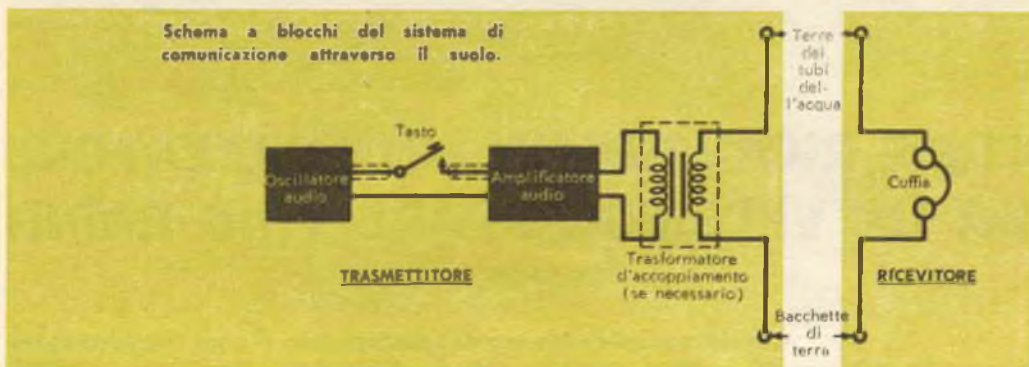 Schema a blocchi del sistema di
comunicazione attraverso il suolo.
Terre
dei
tubi
del-
l'acqua
Tasto
Oscillatore
audio
Amplificatore
audio
Cuffia
Trasformatore
d'accoppiamento
(se necessario)
TRASMETTITORE
RICEVITORE
Bacchette
di
terra